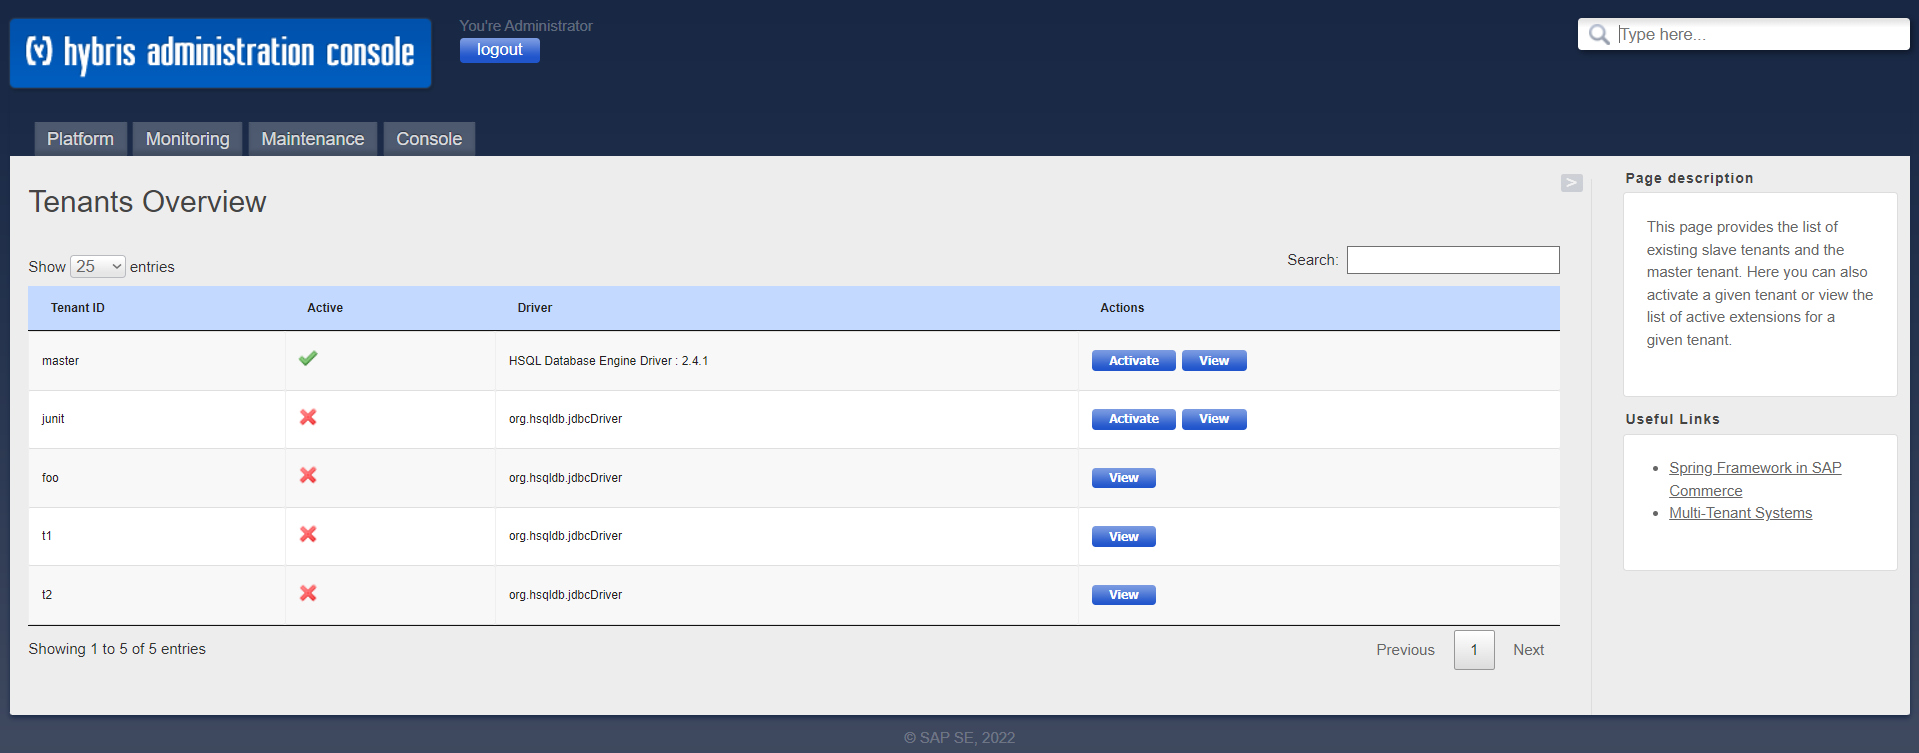 hybris administration console
You're Administrator
logout
Type here...
Platform Monitoring Maintenance Console
Tenants Overview
>
Show 25 entries
Search:
Tenant ID Active Driver Actions
master HSQL Database Engine Driver : 2.4.1 Activate View
junit org.hsqldb.jdbcDriver Activate View
foo org.hsqldb.jdbcDriver View
t1 org.hsqldb.jdbcDriver View
t2 org.hsqldb.jdbcDriver View
Showing 1 to 5 of 5 entries
Previous 1 Next
Page description
This page provides the list of
existing slave tenants and the
master tenant. Here you can also
activate a given tenant or view the
list of active extensions for a
given tenant.
Useful Links
Spring Framework in SAP
Commerce
Multi-Tenant Systems
© SAP SE, 2022